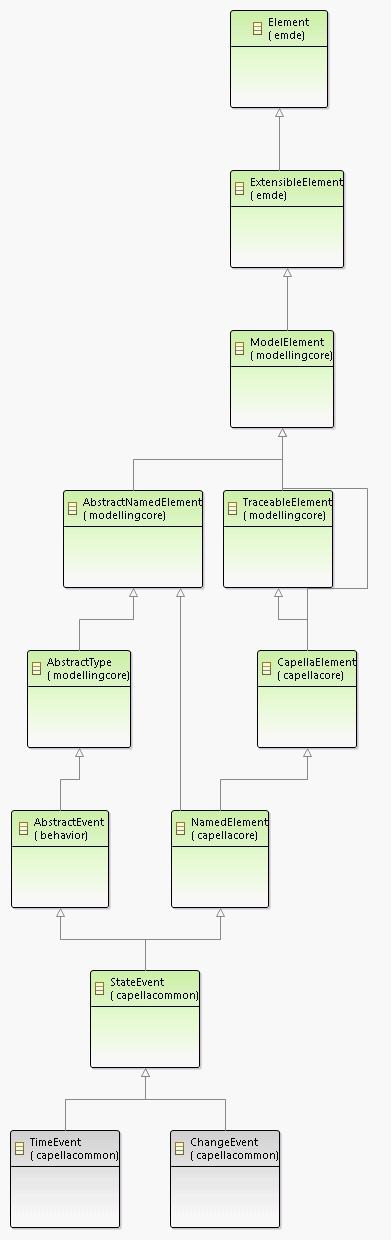 Element
( emde)
ExtensibleElement
( emde)
ModelElement
( modellingcore)
AbstractNamedElement
( modellingcore)
TraceableElement
( modellingcore)
AbstractType
( modellingcore)
CapellaElement
( capellacore)
AbstractEvent
( behavior)
NamedElement
( capellacore)
StateEvent
( capellacommon)
TimeEvent
( capellacommon)
ChangeEvent
( capellacommon)